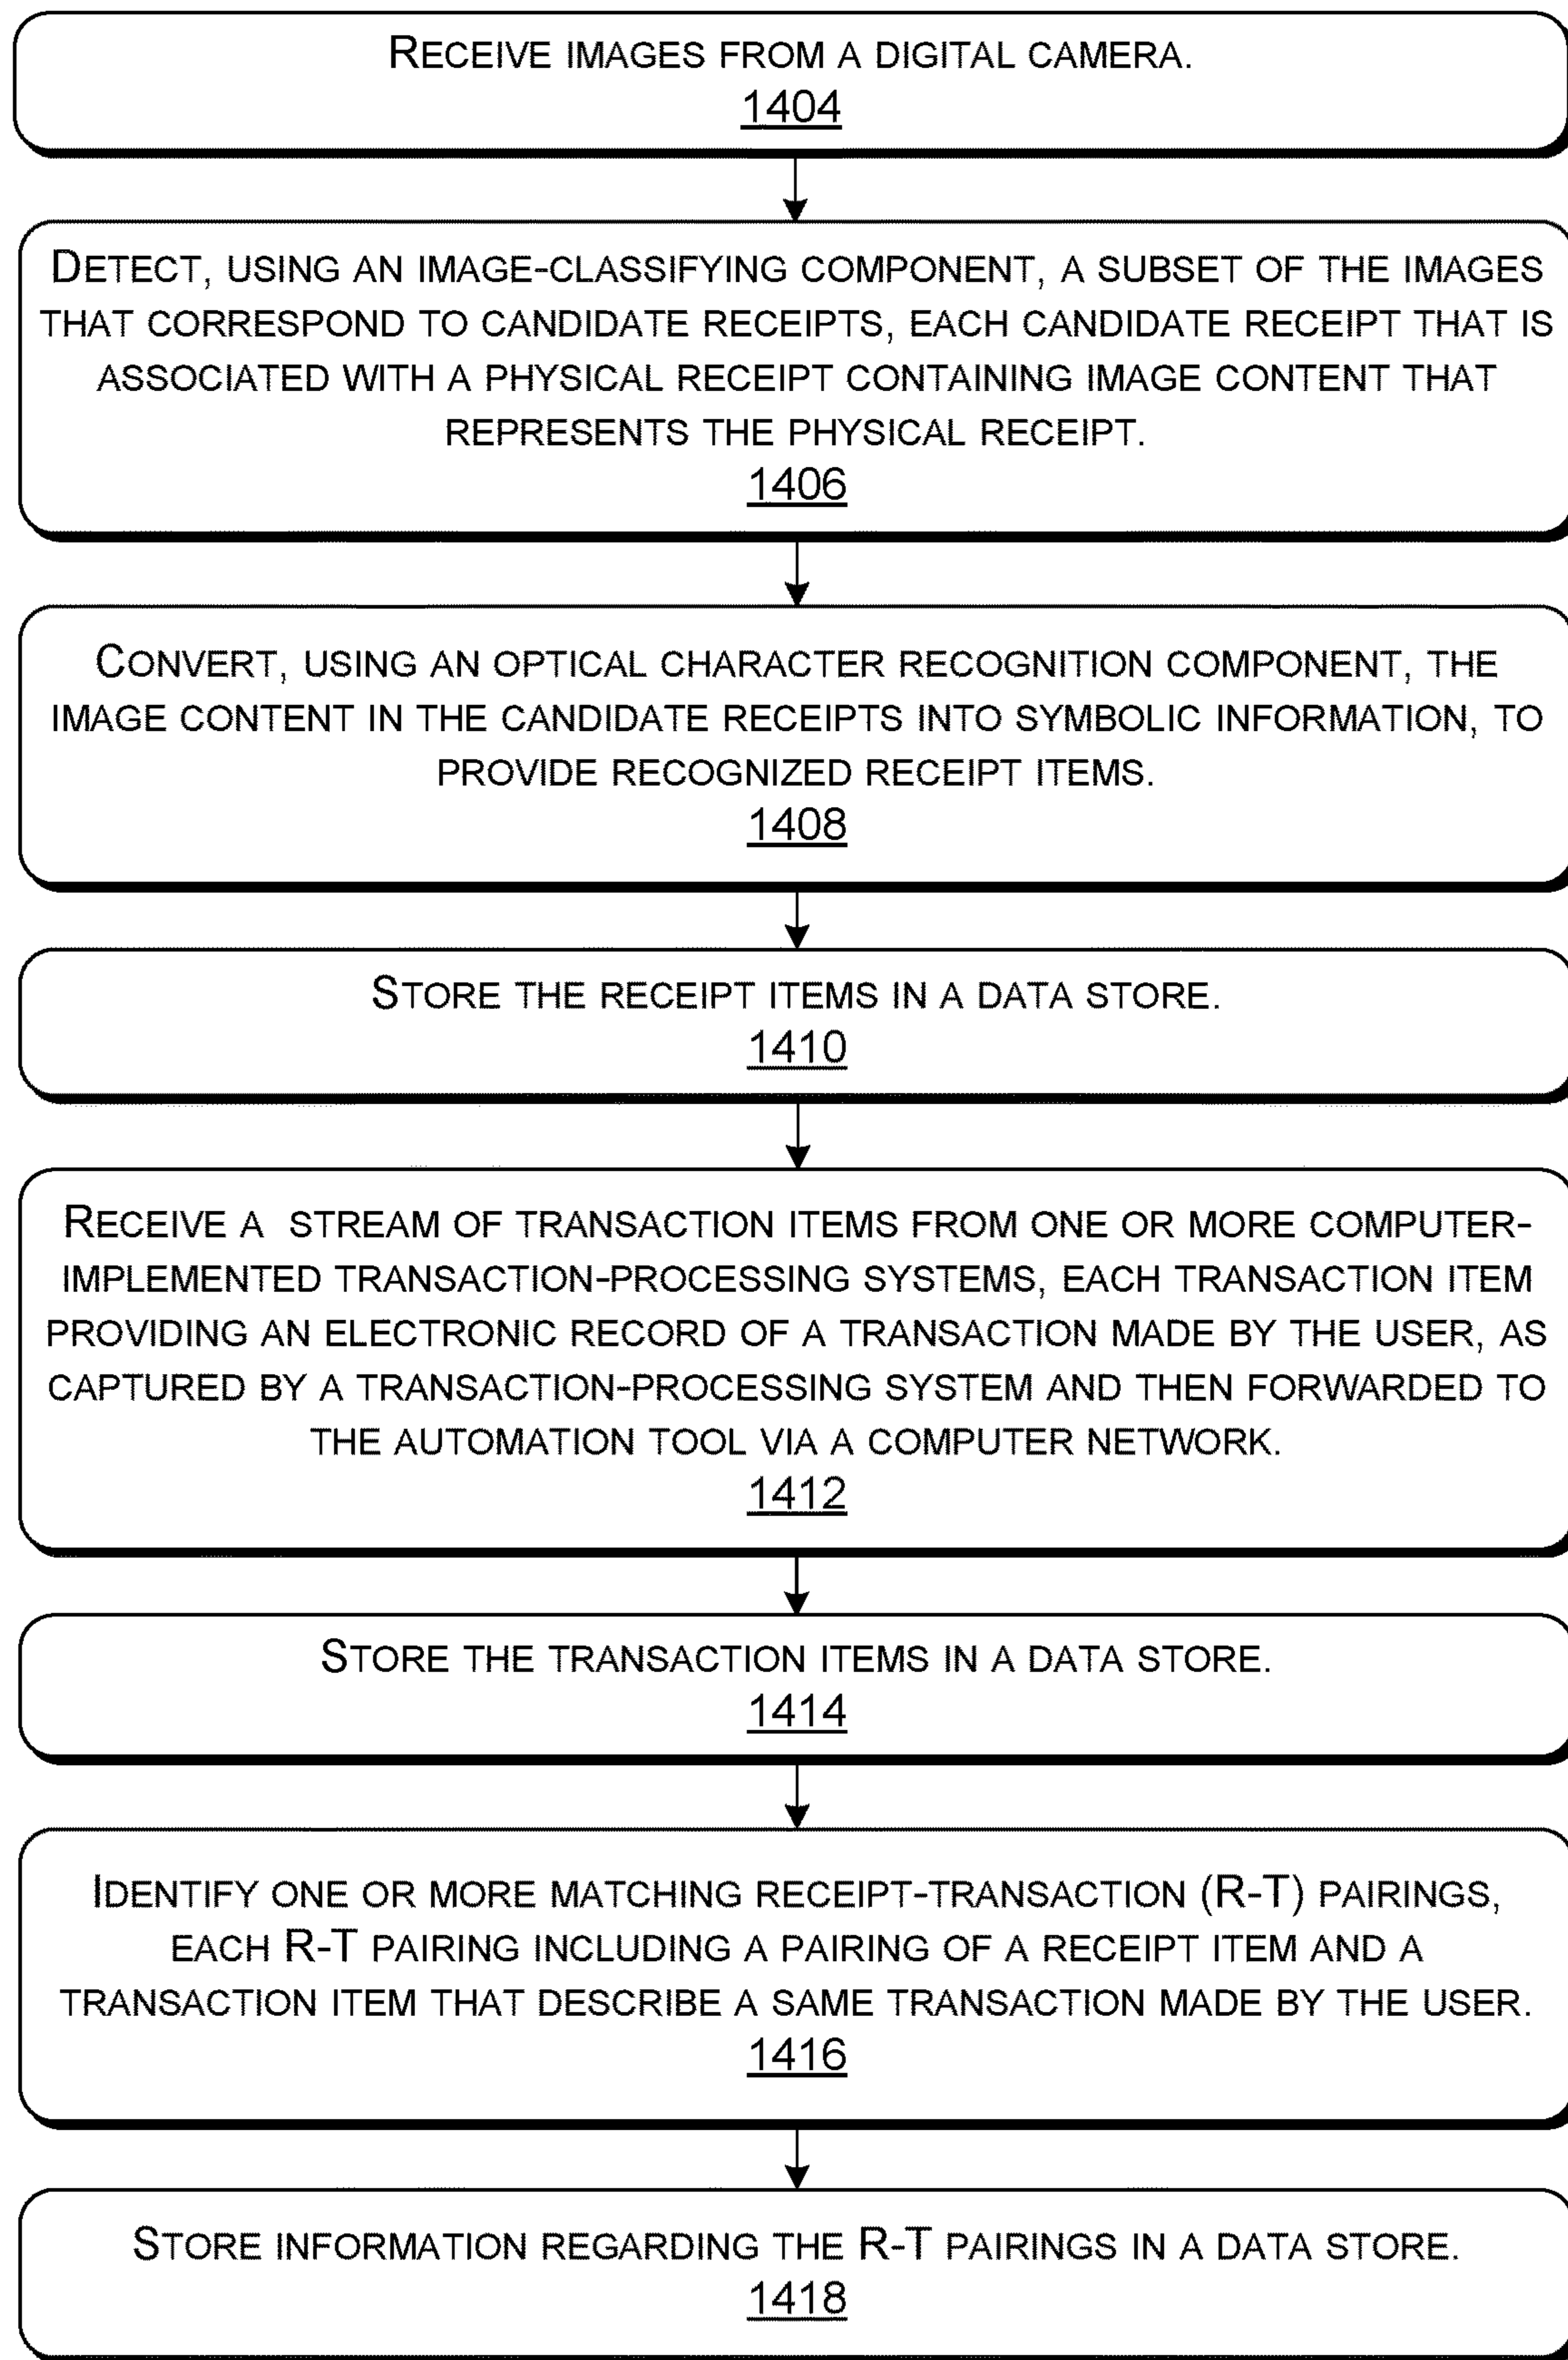 RECEIVE IMAGES FROM A DIGITAL CAMERA.
1404
DETECT, USING AN IMAGE-CLASSIFYING COMPONENT, A SUBSET OF THE IMAGES
THAT CORRESPOND TO CANDIDATE RECEIPTS, EACH CANDIDATE RECEIPT THAT IS
ASSOCIATED WITH A PHYSICAL RECEIPT CONTAINING IMAGE CONTENT THAT
REPRESENTS THE PHYSICAL RECEIPT.
1406
CONVERT, USING AN OPTICAL CHARACTER RECOGNITION COMPONENT, THE
IMAGE CONTENT IN THE CANDIDATE RECEIPTS INTO SYMBOLIC INFORMATION, TO
PROVIDE RECOGNIZED RECEIPT ITEMS.
1408
STORE THE RECEIPT ITEMS IN A DATA STORE.
1410
RECEIVE A STREAM OF TRANSACTION ITEMS FROM ONE OR MORE COMPUTER-
IMPLEMENTED TRANSACTION-PROCESSING SYSTEMS, EACH TRANSACTION ITEM
PROVIDING AN ELECTRONIC RECORD OF A TRANSACTION MADE BY THE USER, AS
CAPTURED BY A TRANSACTION-PROCESSING SYSTEM AND THEN FORWARDED TO
THE AUTOMATION TOOL VIA A COMPUTER NETWORK.
1412
STORE THE TRANSACTION ITEMS IN A DATA STORE.
1414
IDENTIFY ONE OR MORE MATCHING RECEIPT-TRANSACTION (R-T) PAIRINGS,
EACH R-T PAIRING INCLUDING A PAIRING OF A RECEIPT ITEM AND A
TRANSACTION ITEM THAT DESCRIBE A SAME TRANSACTION MADE BY THE USER.
1416
STORE INFORMATION REGARDING THE R-T PAIRINGS IN A DATA STORE.
1418